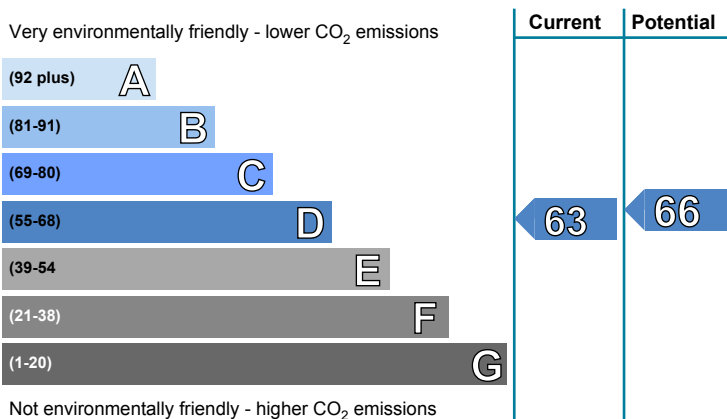 Current Potential
Very environmentally friendly - lower CO2 emissions
(92 plus) A
(81-91) B
(69-80) C
(55-68) D 63 66
(39-54 E
(21-38) F
(1-20) G
Not environmentally friendly - higher CO2 emissions